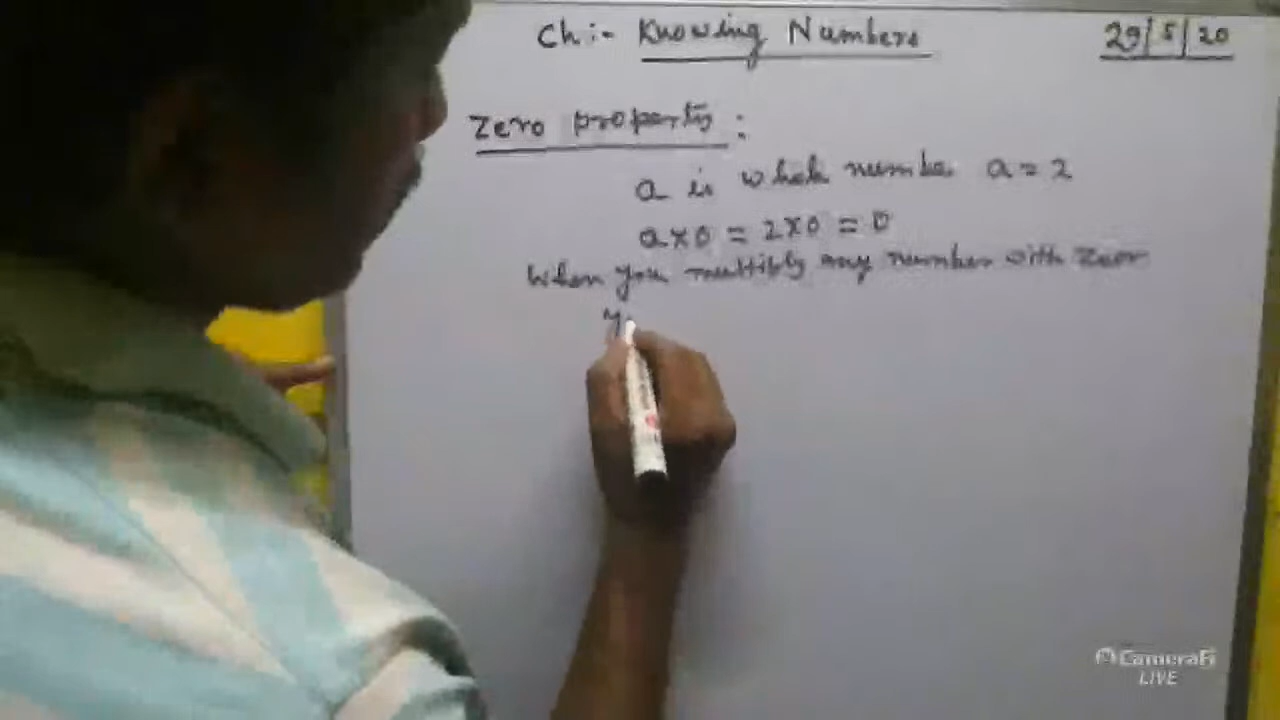 Ch:- Knowing Numbers 29/5/20
Zero property :
a is whole number a = 2
a×0 = 2×0 = 0
When you multiply any number with zero
y
CameraFi
LIVE